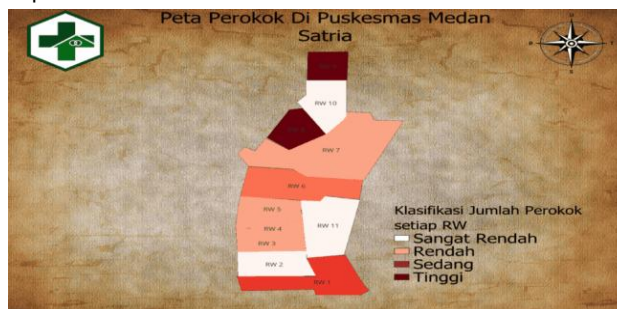 Peta Perokok Di Puskesmas Medan
Satria
RW 10
RW 7
RW 6
RW 5
RW 4
RW 11
RW 3
RW 2
RW 1
Klasifikasi Jumlah Perokok
setiap RW
Sangat Rendah
Rendah
Sedang
Tinggi